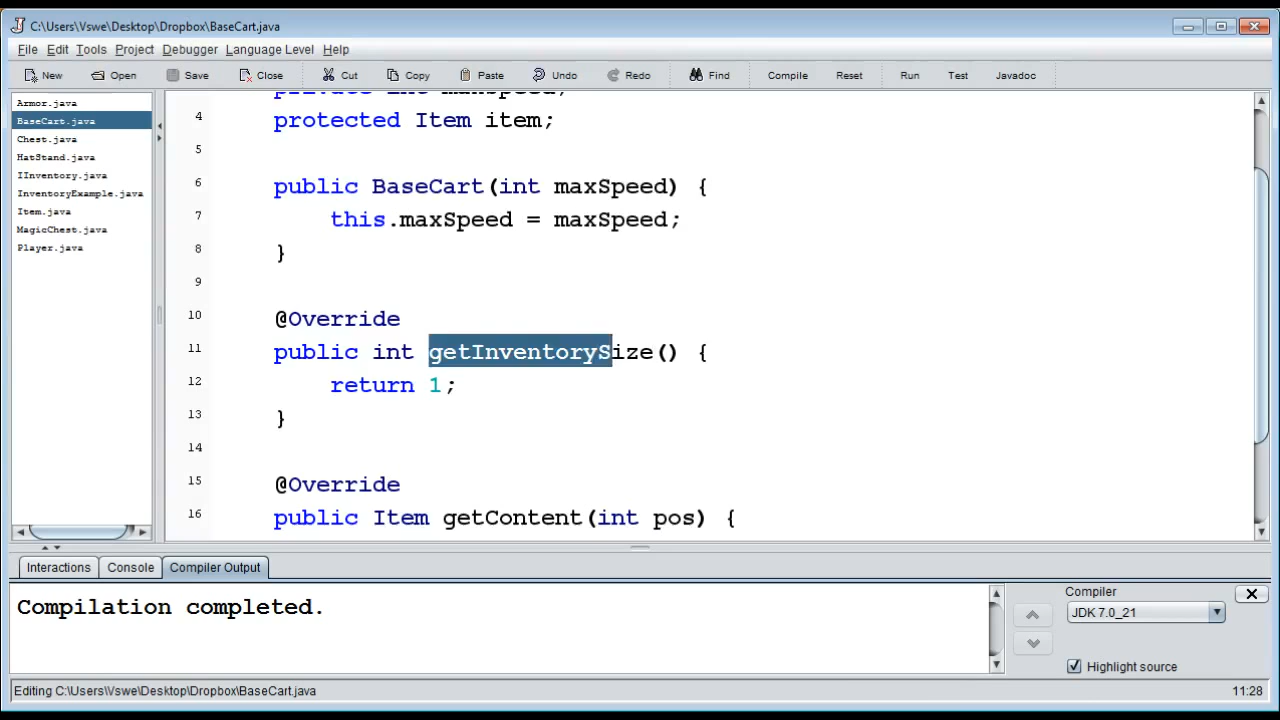 C:\Users\Vswe\Desktop\Dropbox\BaseCart.java
File Edit Tools Project Debugger Language Level Help
New Open Save Close Cut Copy Paste Undo Redo Find Compile Reset Run Test Javadoc
Armor.java
BaseCart.java
Chest.java
HatStand.java
IInventory.java
InventoryExample.java
Item.java
MagicChest.java
Player.java
private int maxSpeed;
4 protected Item item;
5
6 public BaseCart(int maxSpeed) {
7 this.maxSpeed = maxSpeed;
8 }
9
10 @Override
11 public int getInventorySize() {
12 return 1;
13 }
14
15 @Override
16 public Item getContent(int pos) {
Interactions Console Compiler Output
Compilation completed.
Compiler
JDK 7.0_21
Highlight source
Editing C:\Users\Vswe\Desktop\Dropbox\BaseCart.java 11:28